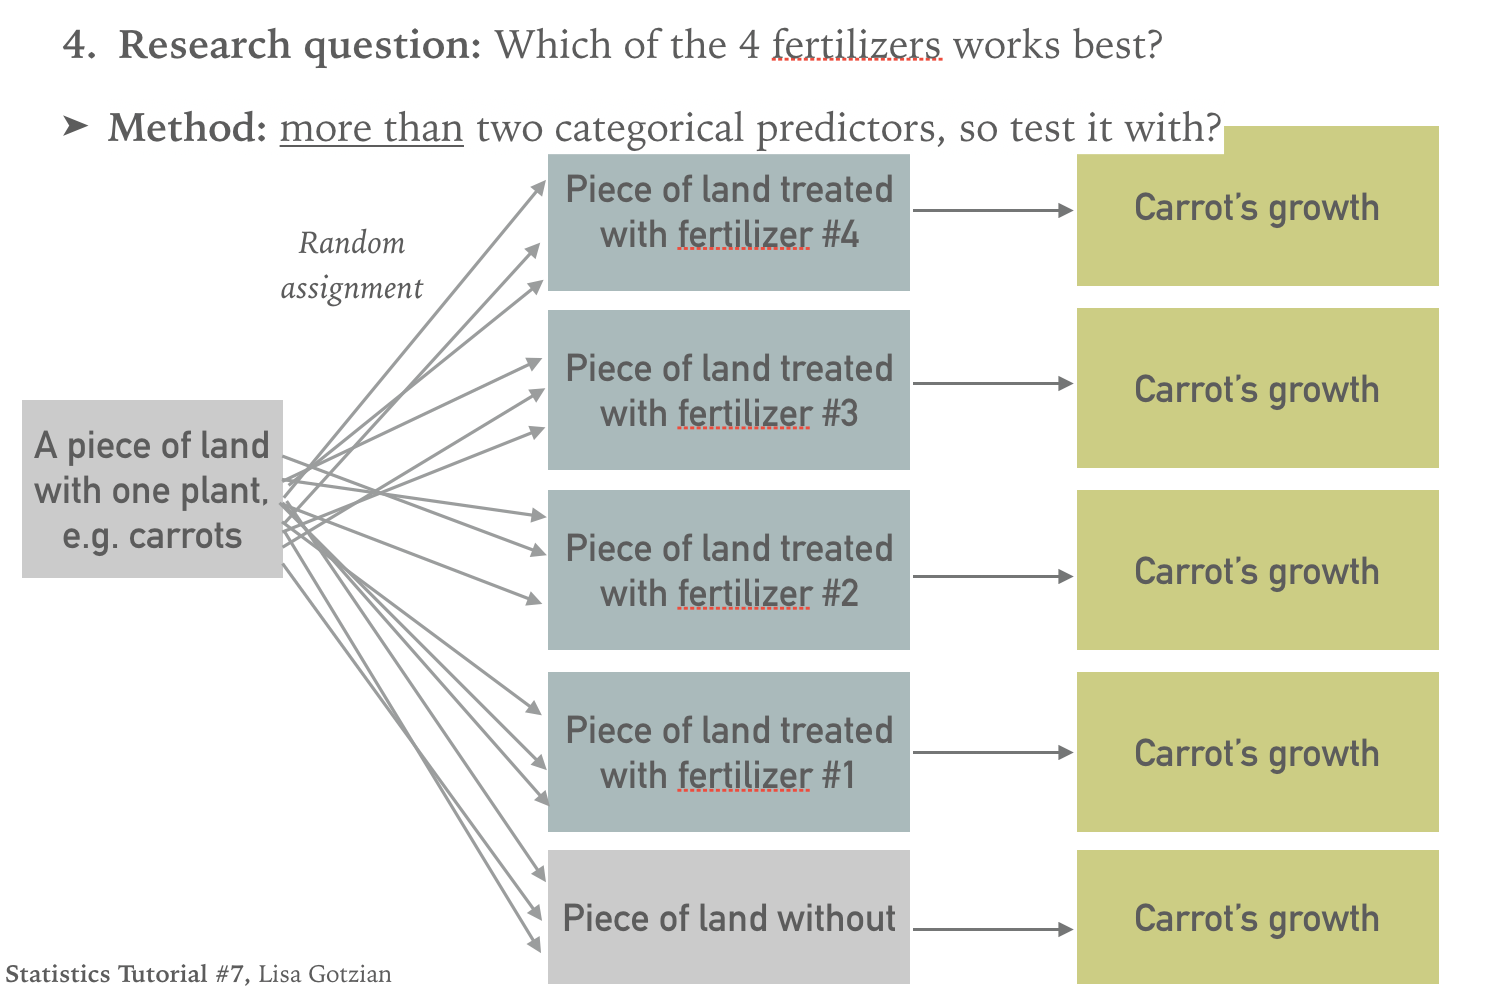 4. Research question: Which of the 4 fertilizers works best?
➤ Method: more than two categorical predictors, so test it with?
Random
assignment
A piece of land
with one plant,
e.g. carrots
Piece of land treated
with fertilizer #4
Carrot's growth
Piece of land treated
with fertilizer #3
Carrot's growth
Piece of land treated
with fertilizer #2
Carrot's growth
Piece of land treated
with fertilizer #1
Carrot's growth
Piece of land without
Carrot's growth
Statistics Tutorial #7, Lisa Gotzian